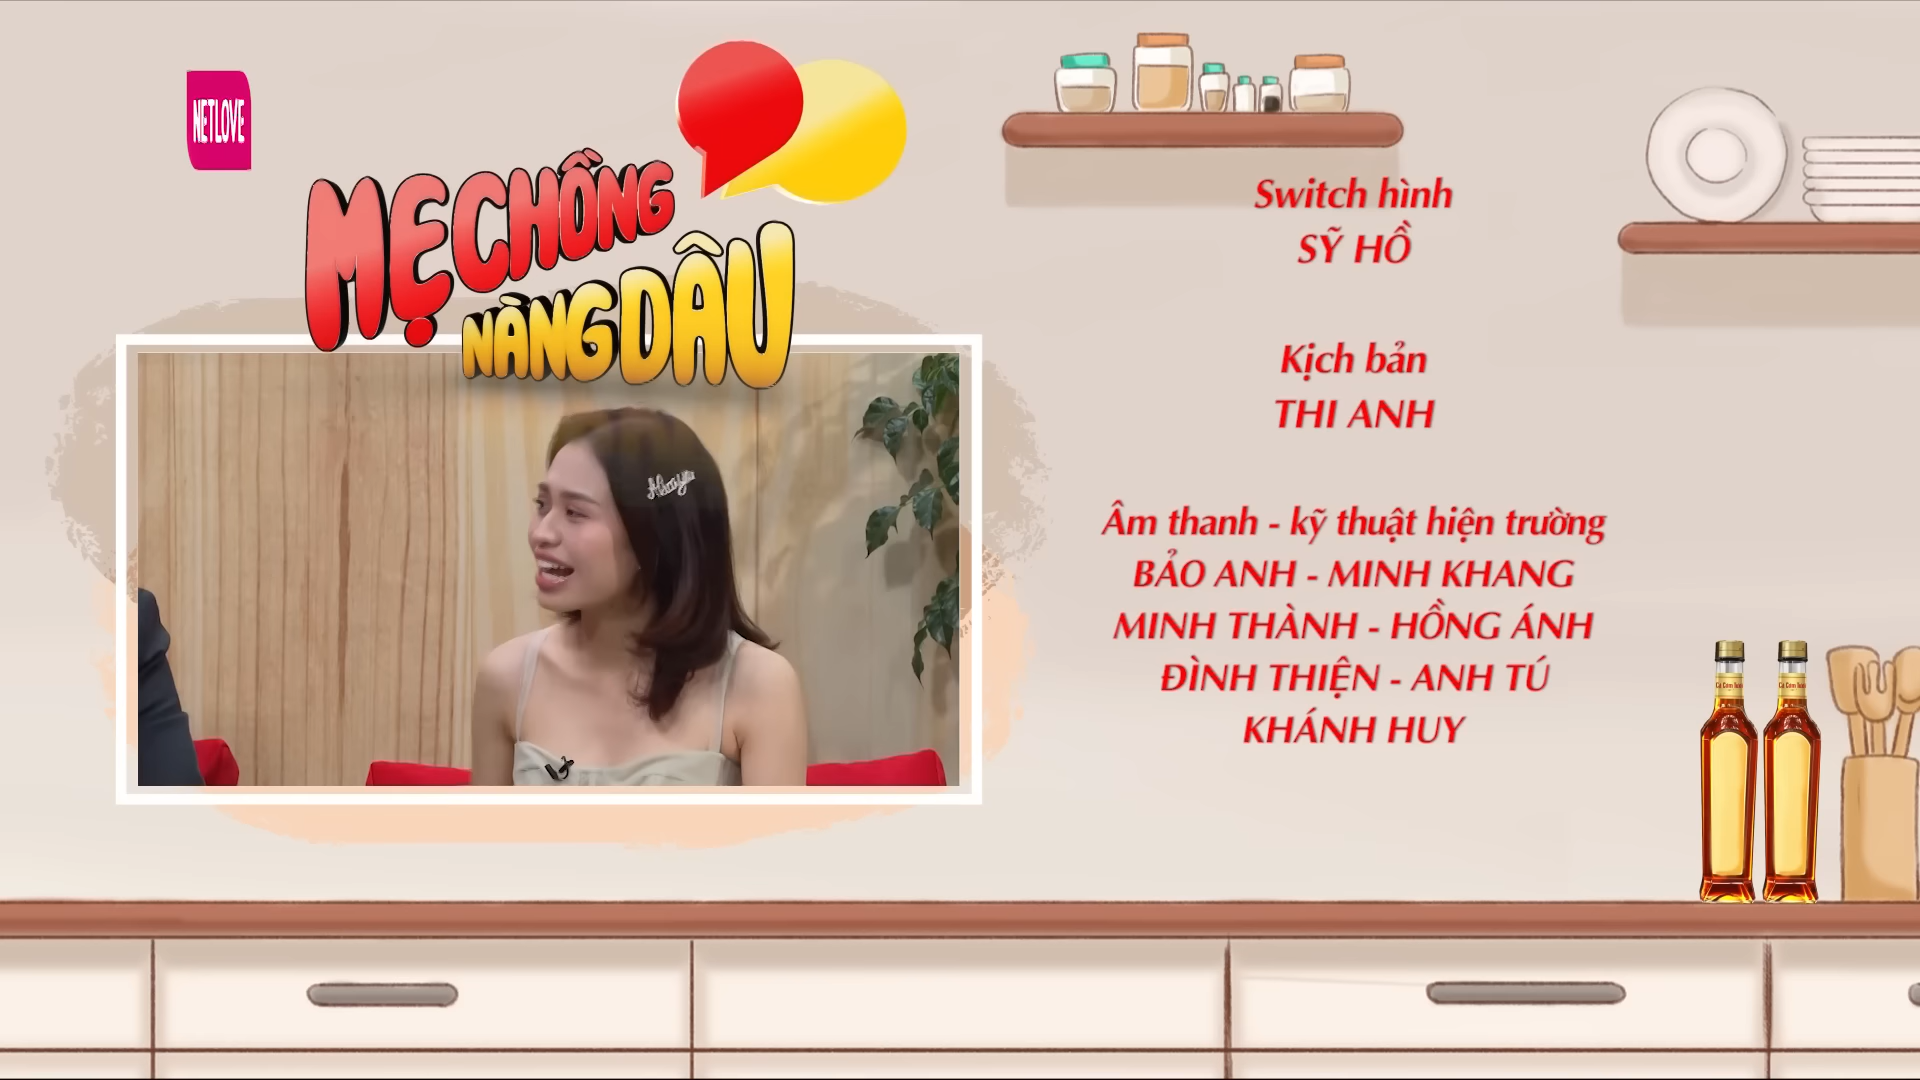 NETLOVE
MẸ CHỒNG
NÀNG DÂU
Switch hình
SỸ HỒ
Kịch bản
THI ANH
Âm thanh - kỹ thuật hiện trường
BẢO ANH - MINH KHANG
MINH THÀNH - HỒNG ÁNH
ĐÌNH THIỆN - ANH TÚ
KHÁNH HUY